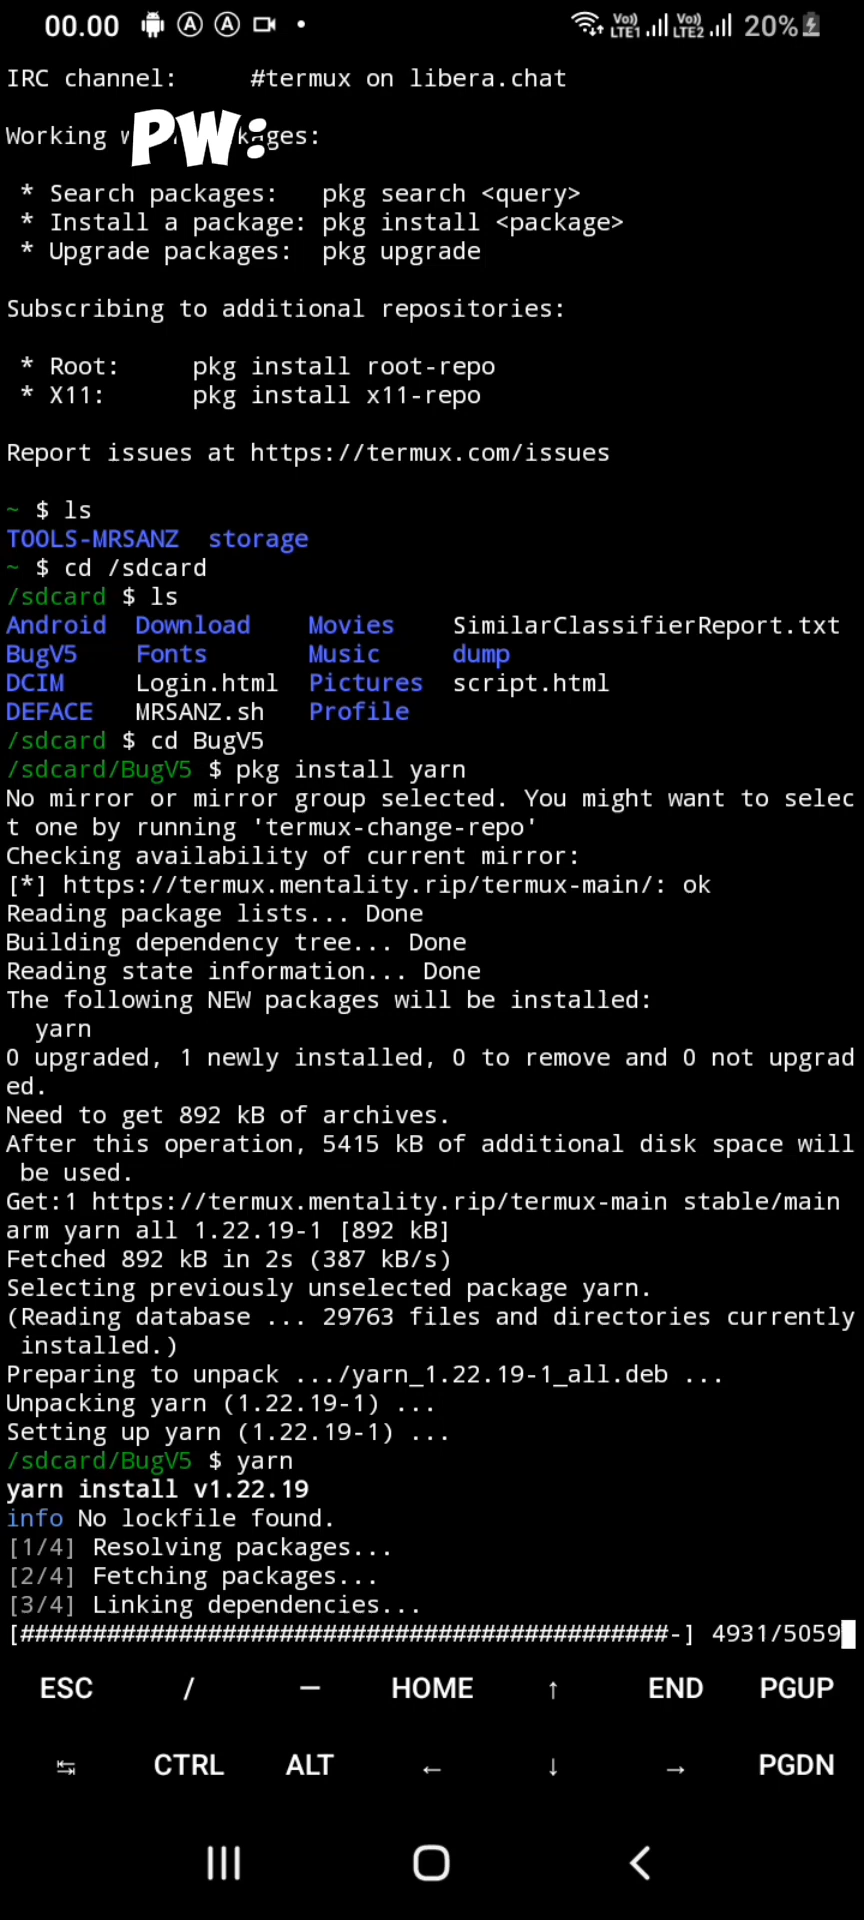 00.00 Ⓐ Ⓐ • Vo) LTE1 Vo) LTE2 20%
IRC channel: #termux on libera.chat
PW:
Working kages:
* Search packages: pkg search <query>
* Install a package: pkg install <package>
* Upgrade packages: pkg upgrade
Subscribing to additional repositories:
* Root: pkg install root-repo
* X11: pkg install x11-repo
Report issues at https://termux.com/issues
~ $ ls
TOOLS-MRSANZ storage
~ $ cd /sdcard
/sdcard $ ls
Android Download Movies SimilarClassifierReport.txt
BugV5 Fonts Music dump
DCIM Login.html Pictures script.html
DEFACE MRSANZ.sh Profile
/sdcard $ cd BugV5
/sdcard/BugV5 $ pkg install yarn
No mirror or mirror group selected. You might want to selec
t one by running 'termux-change-repo'
Checking availability of current mirror:
[*] https://termux.mentality.rip/termux-main/: ok
Reading package lists... Done
Building dependency tree... Done
Reading state information... Done
The following NEW packages will be installed:
yarn
0 upgraded, 1 newly installed, 0 to remove and 0 not upgrad
ed.
Need to get 892 kB of archives.
After this operation, 5415 kB of additional disk space will
be used.
Get:1 https://termux.mentality.rip/termux-main stable/main
arm yarn all 1.22.19-1 [892 kB]
Fetched 892 kB in 2s (387 kB/s)
Selecting previously unselected package yarn.
(Reading database ... 29763 files and directories currently
installed.)
Preparing to unpack .../yarn_1.22.19-1_all.deb ...
Unpacking yarn (1.22.19-1) ...
Setting up yarn (1.22.19-1) ...
/sdcard/BugV5 $ yarn
yarn install v1.22.19
info No lockfile found.
[1/4] Resolving packages...
[2/4] Fetching packages...
[3/4] Linking dependencies...
[#############################################-] 4931/5059
ESC / — HOME ↑ END PGUP
↹ CTRL ALT ← ↓ → PGDN